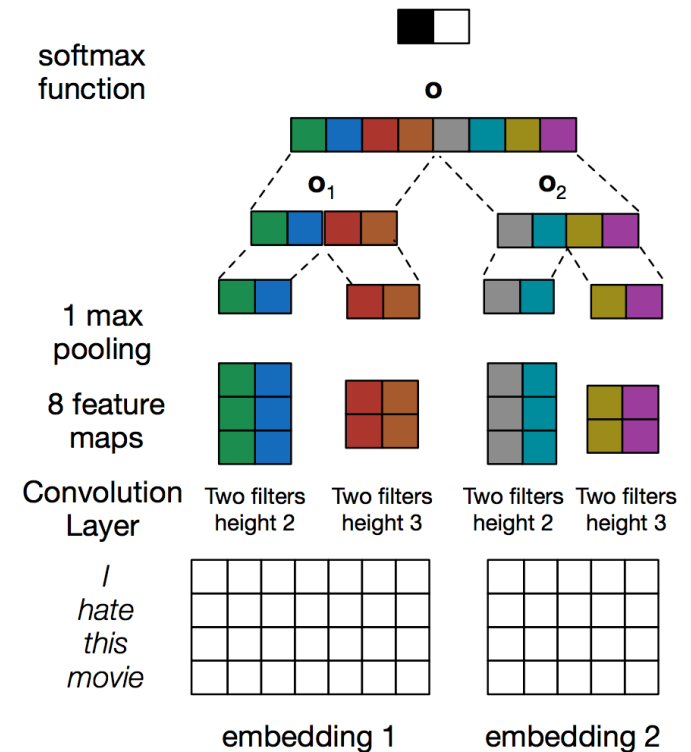 softmax
function
o
o1
o2
1 max
pooling
8 feature
maps
Convolution
Layer
Two filters
height 2
Two filters
height 3
Two filters
height 2
Two filters
height 3
I
hate
this
movie
embedding 1
embedding 2